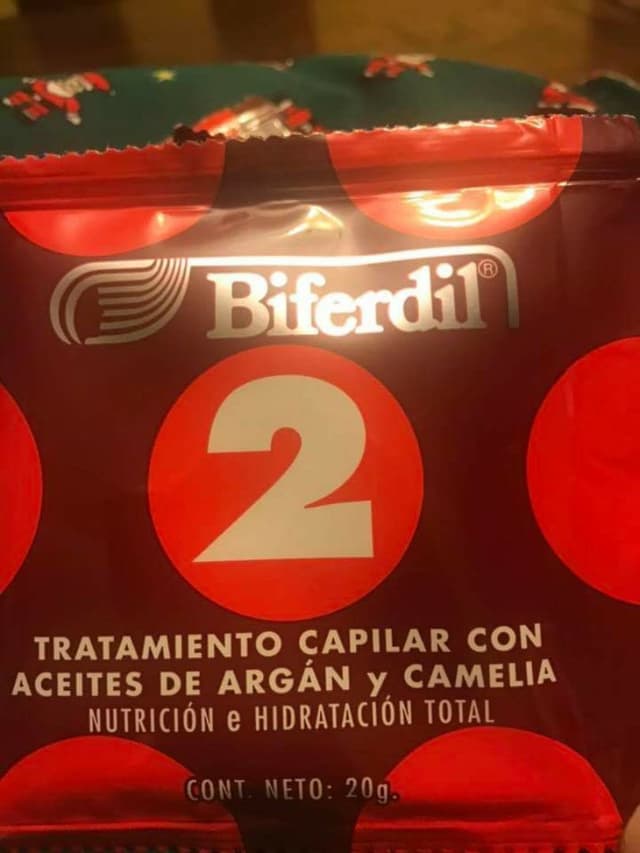 Biferdil®
2
TRATAMIENTO CAPILAR CON
ACEITES DE ARGÁN y CAMELIA
NUTRICIÓN e HIDRATACIÓN TOTAL
CONT. NETO: 20g.